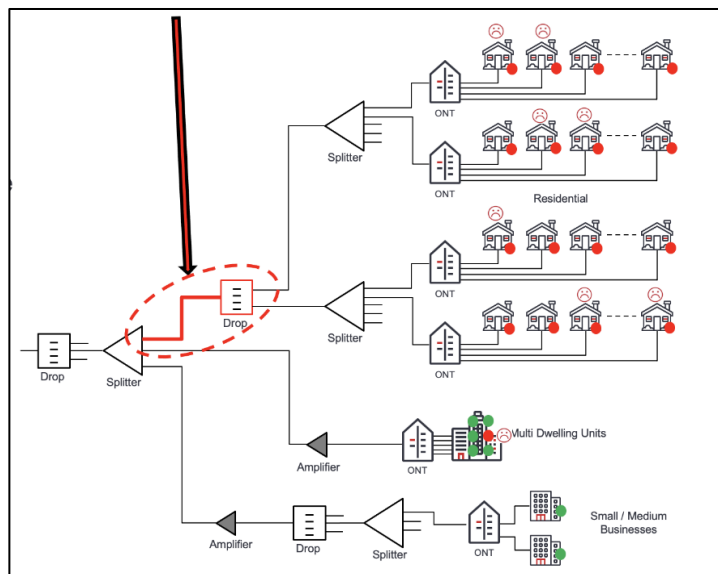 ONT
Splitter
ONT
Residential
e
ONT
Drop
Splitter
Drop
Splitter
ONT
Multi Dwelling Units
Amplifier
ONT
Small / Medium
Businesses
Amplifier
Drop
Splitter
ONT